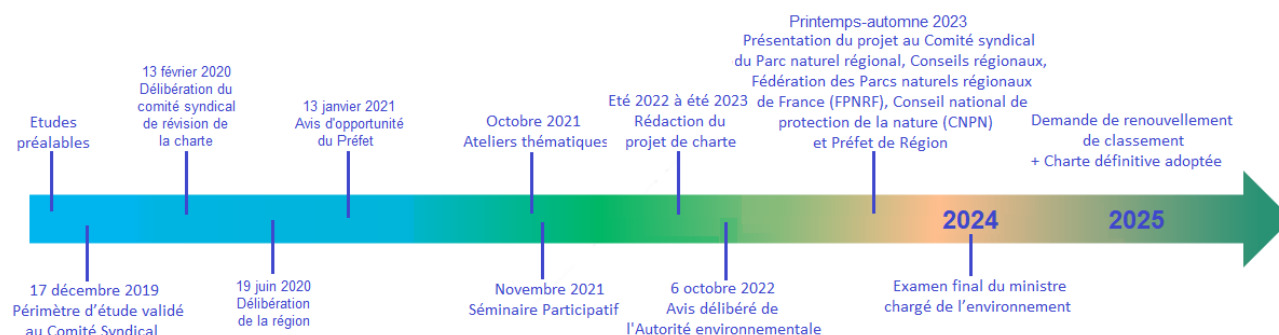 Etudes
préalables
13 février 2020
Délibération du
comité syndical
de révision de
la charte
13 janvier 2021
Avis d'opportunité
du Préfet
Octobre 2021
Ateliers thématiques
Eté 2022 à été 2023
Rédaction du
projet de charte
Printemps-automne 2023
Présentation du projet au Comité syndical
du Parc naturel régional, Conseils régionaux,
Fédération des Parcs naturels régionaux
de France (FPNRF), Conseil national de
protection de la nature (CNPN)
et Préfet de Région
Demande de renouvellement
de classement
+ Charte définitive adoptée
2024
2025
17 décembre 2019
Périmètre d'étude validé
au Comité Syndical
19 juin 2020
Délibération
de la région
Novembre 2021
Séminaire Participatif
6 octobre 2022
Avis délibéré de
l'Autorité environnementale
Examen final du ministre
chargé de l'environnement